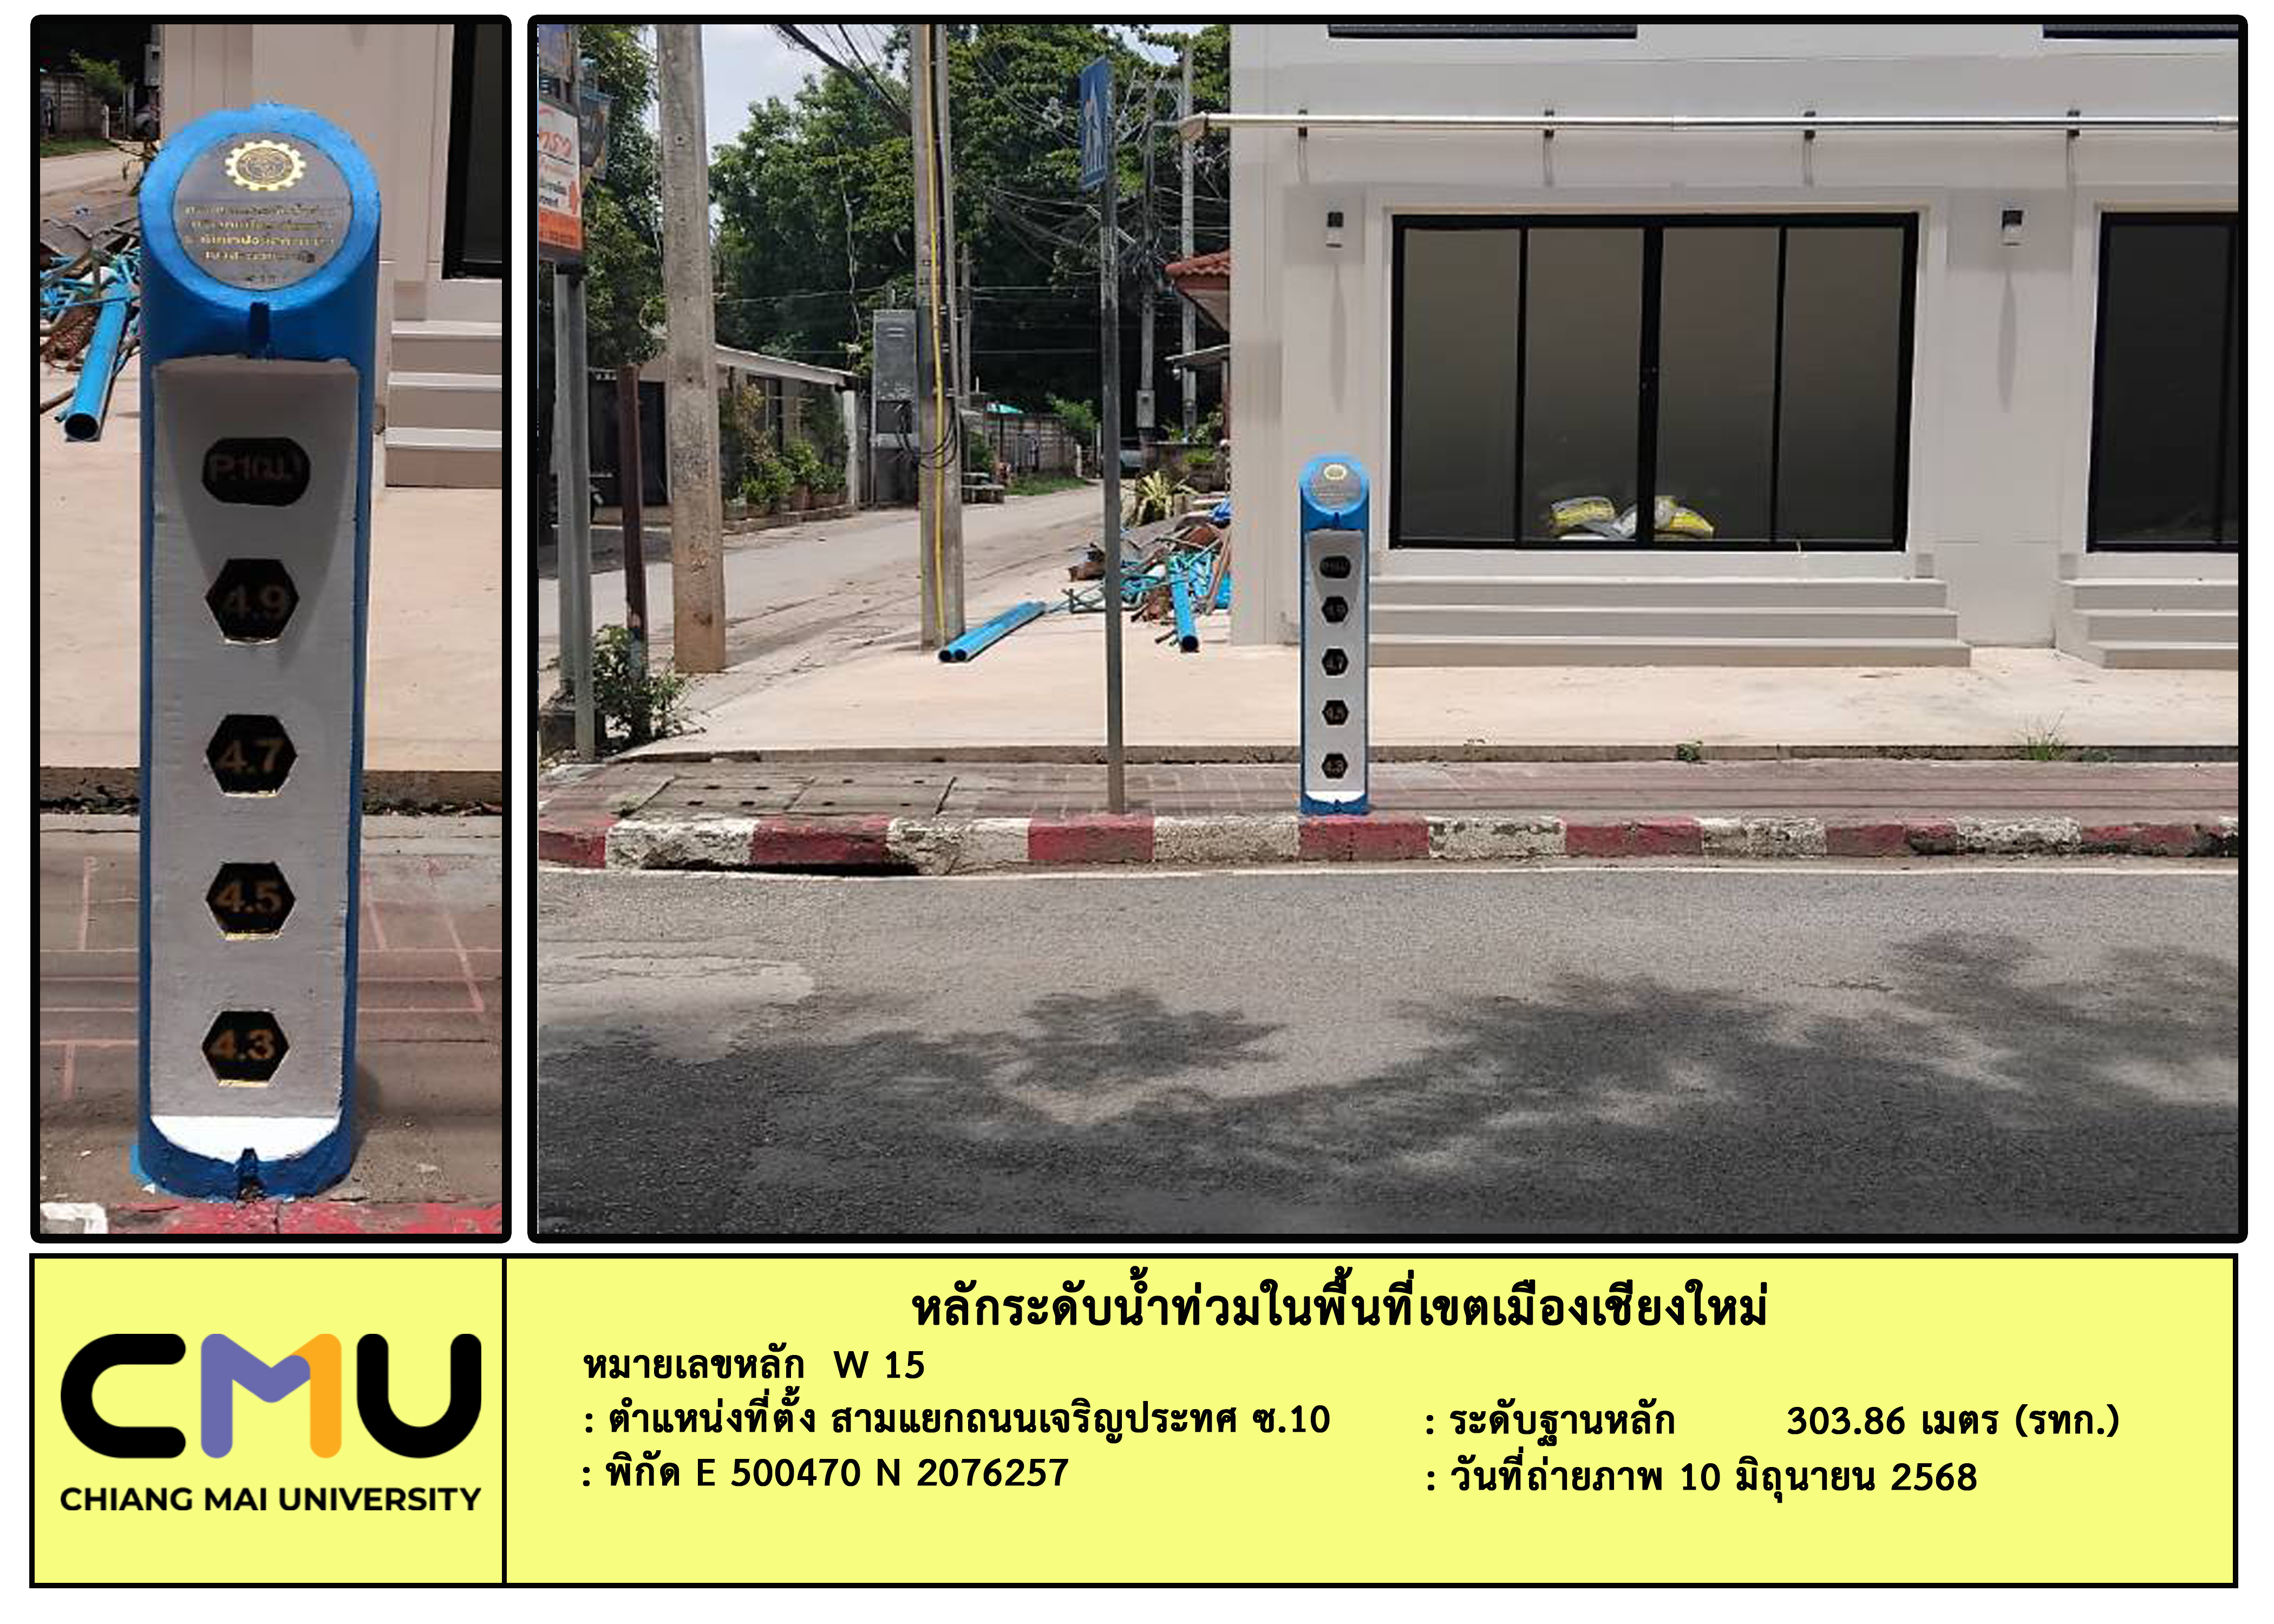 P.1(ม.)
4.9
4.7
4.5
4.3
CMU
CHIANG MAI UNIVERSITY
หลักระดับน้ำท่วมในพื้นที่เขตเมืองเชียงใหม่
หมายเลขหลัก W 15
: ตำแหน่งที่ตั้ง สามแยกถนนเจริญประทศ ซ.10
: ระดับฐานหลัก 303.86 เมตร (รทก.)
: พิกัด E 500470 N 2076257
: วันที่ถ่ายภาพ 10 มิถุนายน 2568